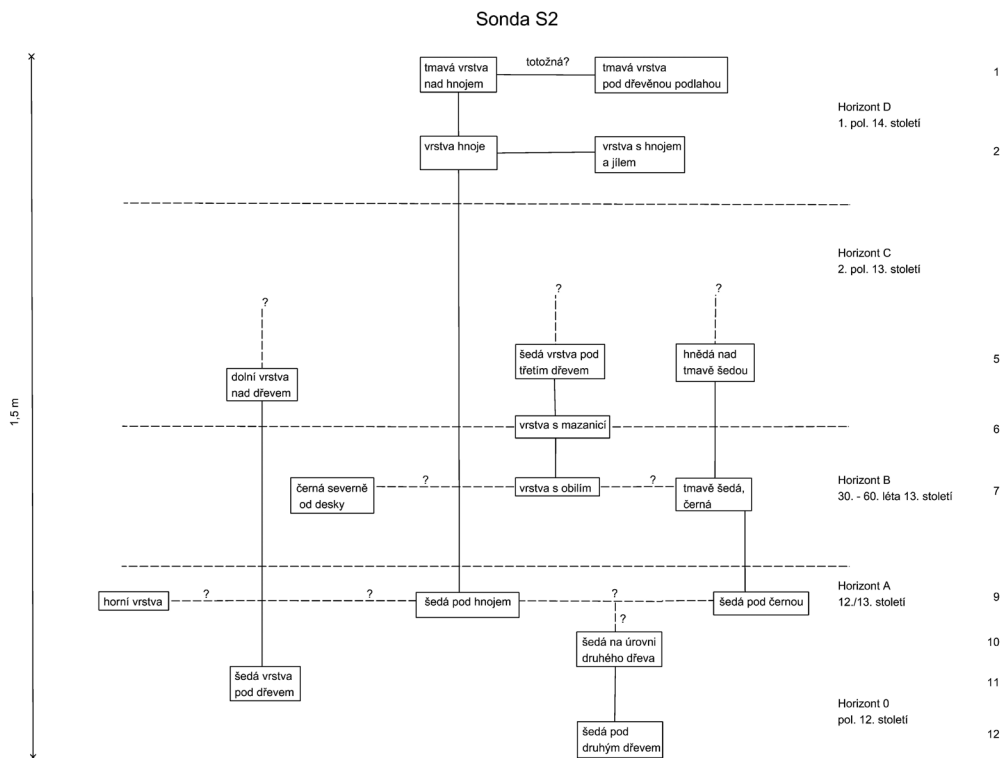 Sonda S2
tmavá vrstva
nad hnojem
totožná?
tmavá vrstva
pod dřevěnou podlahou
1
Horizont D
1. pol. 14. století
vrstva hnoje
vrstva s hnojem
a jílem
2
Horizont C
2. pol. 13. století
?
?
?
dolní vrstva
nad dřevem
šedá vrstva pod
třetím dřevem
hnědá nad
tmavě šedou
5
1,5 m
vrstva s mazanicí
6
černá severně
od desky
?
vrstva s obilím
?
tmavě šedá,
černá
Horizont B
30. - 60. léta 13. století
7
horní vrstva
?
?
šedá pod hnojem
?
šedá pod černou
Horizont A
12./13. století
9
?
šedá na úrovni
druhého dřeva
10
šedá vrstva
pod dřevem
11
Horizont 0
pol. 12. století
šedá pod
druhým dřevem
12